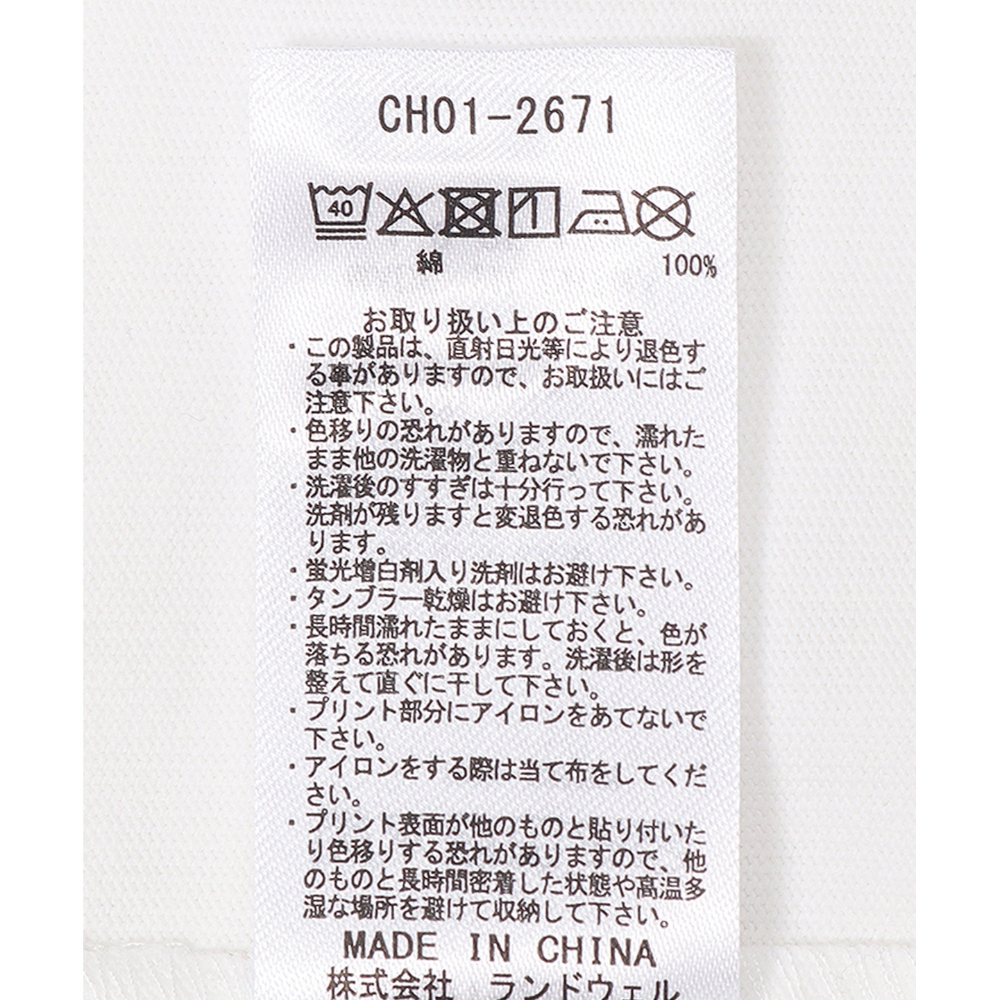 CH01-2671
40
綿 100%
お取り扱い上のご注意
・この製品は、直射日光等により退色す
る事がありますので、お取扱いにはご
注意下さい。
・色移りの恐れがありますので、濡れた
まま他の洗濯物と重ねないで下さい。
・洗濯後のすすぎは十分行って下さい。
洗剤が残りますと変退色する恐れがあ
ります。
・蛍光増白剤入り洗剤はお避け下さい。
・タンブラー乾燥はお避け下さい。
・長時間濡れたままにしておくと、色が
落ちる恐れがあります。洗濯後は形を
整えて直ぐに干して下さい。
・プリント部分にアイロンをあてないで
下さい。
・アイロンをする際は当て布をしてくだ
さい。
・プリント表面が他のものと貼り付いた
り色移りする恐れがありますので、他
のものと長時間密着した状態や高温多
湿な場所を避けて収納して下さい。
MADE IN CHINA
株式会社 ランドウェル